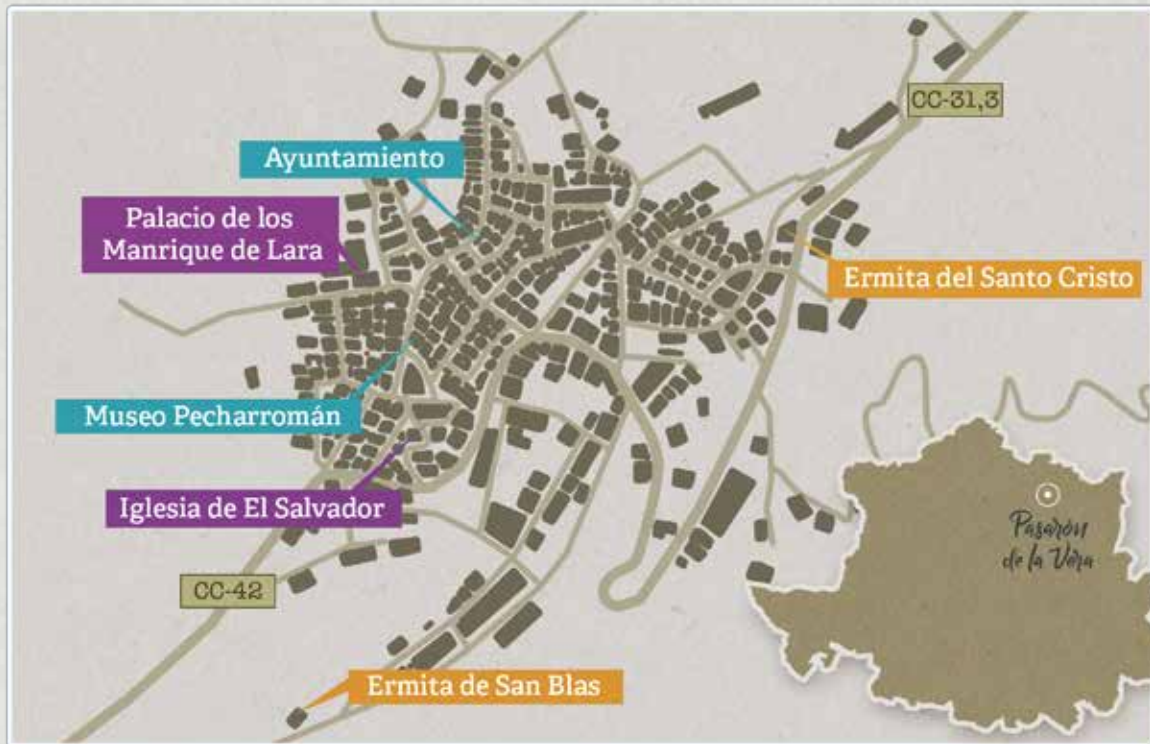 CC-31,3
Ayuntamiento
Palacio de los
Manrique de Lara
Ermita del Santo Cristo
Museo Pecharromán
Iglesia de El Salvador
Pasarón
de la Vera
CC-42
Ermita de San Blas